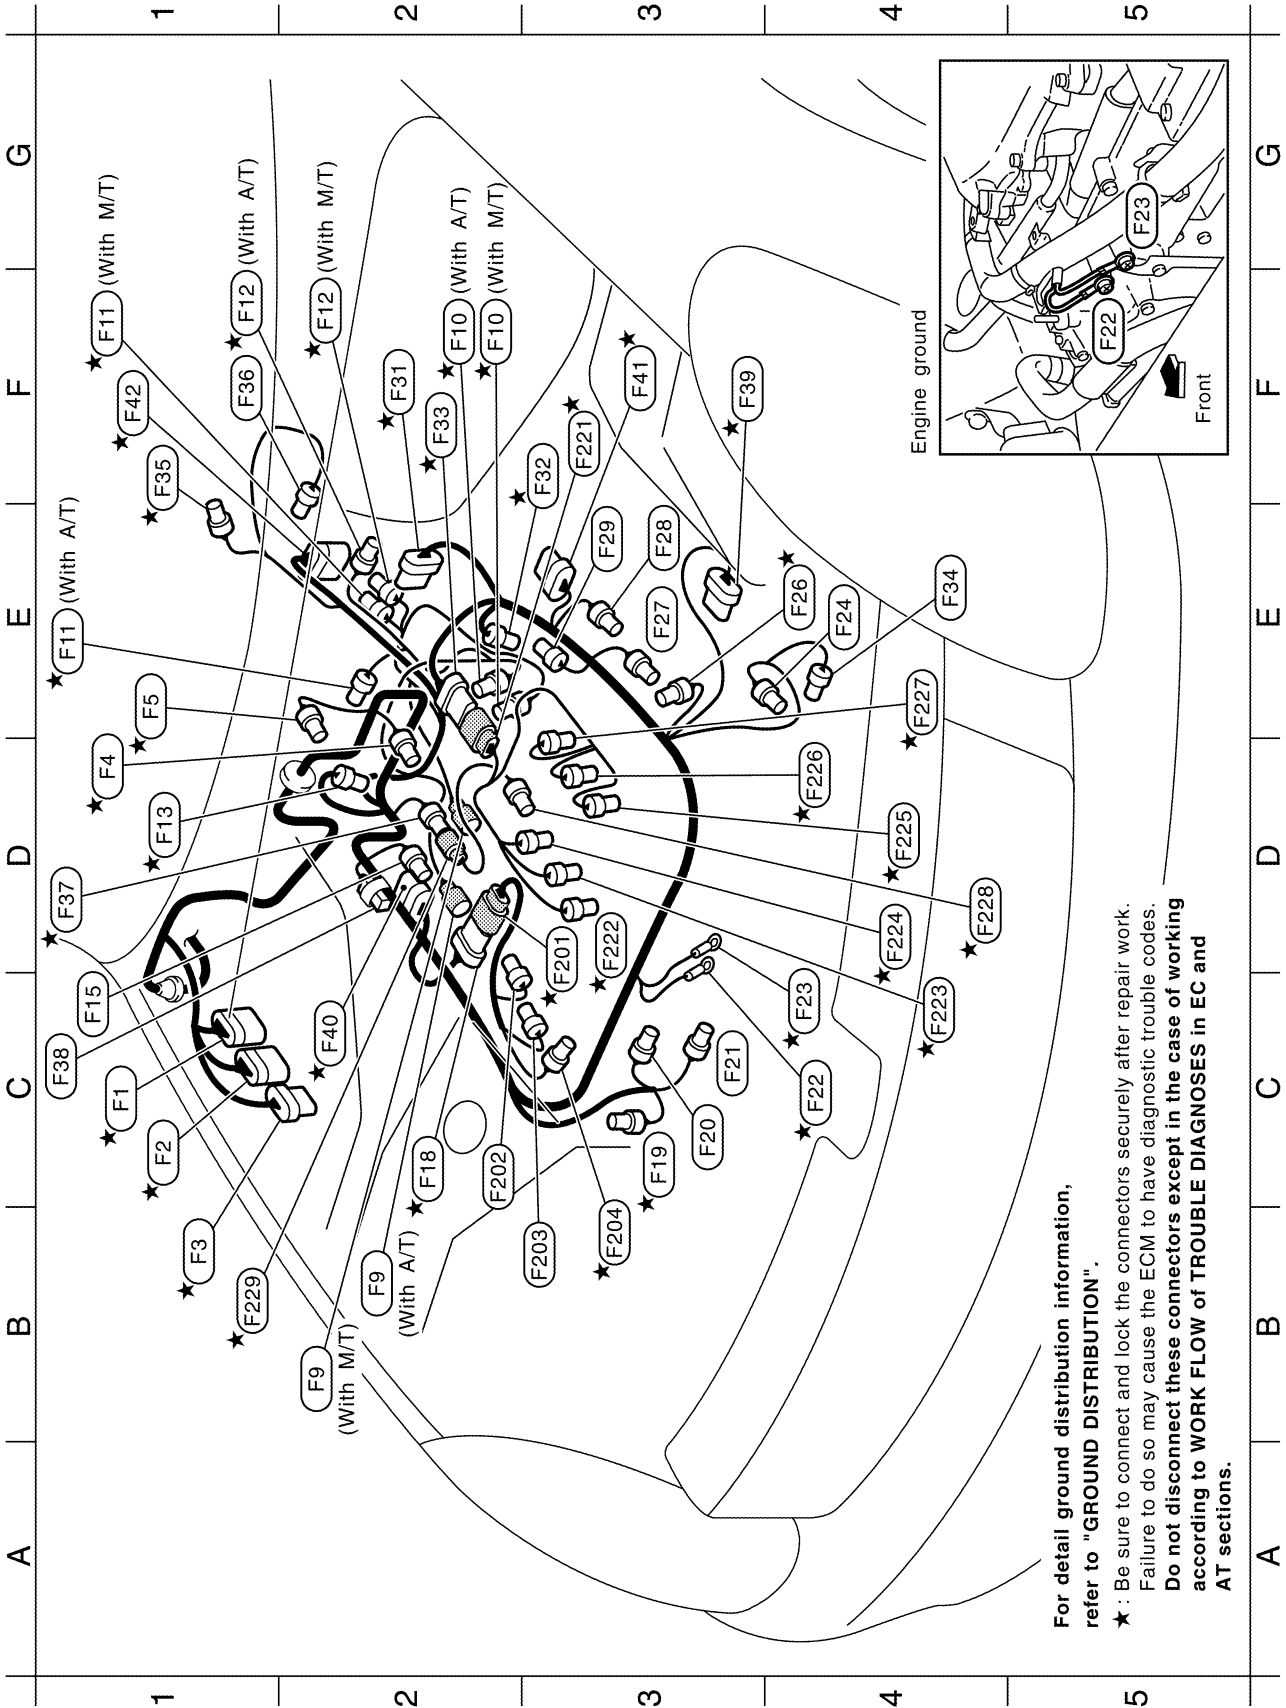 A
B
C
D
E
F
G
1
2
3
4
5
F11 (With A/T)
F11 (With M/T)
F42
F35
F12 (With A/T)
F36
F12 (With M/T)
F31
F33
F10 (With A/T)
F10 (With M/T)
F32
F221
F41
F29
F28
F27
F39
F26
F24
F34
F5
F4
F13
F37
F15
F38
F1
F2
F3
F229
F40
F9
(With M/T)
F9
(With A/T)
F18
F202
F203
F204
F201
F222
F19
F20
F21
F22
F23
F223
F224
F228
F225
F226
F227
Engine ground
F23
F22
Front
For detail ground distribution information,
refer to "GROUND DISTRIBUTION".
★ : Be sure to connect and lock the connectors securely after repair work.
Failure to do so may cause the ECM to have diagnostic trouble codes.
Do not disconnect these connectors except in the case of working
according to WORK FLOW of TROUBLE DIAGNOSES in EC and
AT sections.
A
B
C
D
E
F
G
1
2
3
4
5